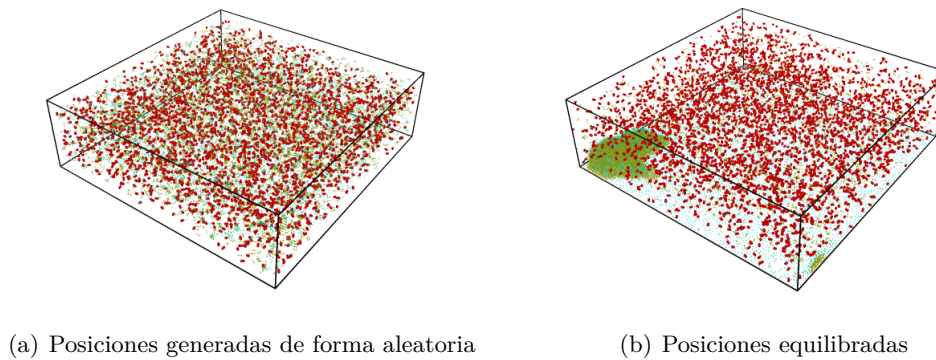 (a) Posiciones generadas de forma aleatoria
(b) Posiciones equilibradas